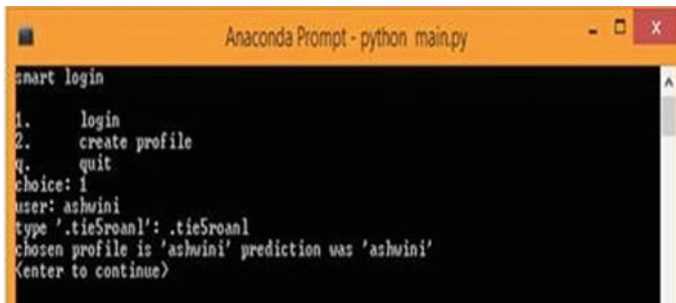 Anaconda Prompt - python main.py
smart login
1. login
2. create profile
q. quit
choice: 1
user: ashwini
type '.tie5roanl': .tie5roanl
chosen profile is 'ashwini' prediction was 'ashwini'
<enter to continue>